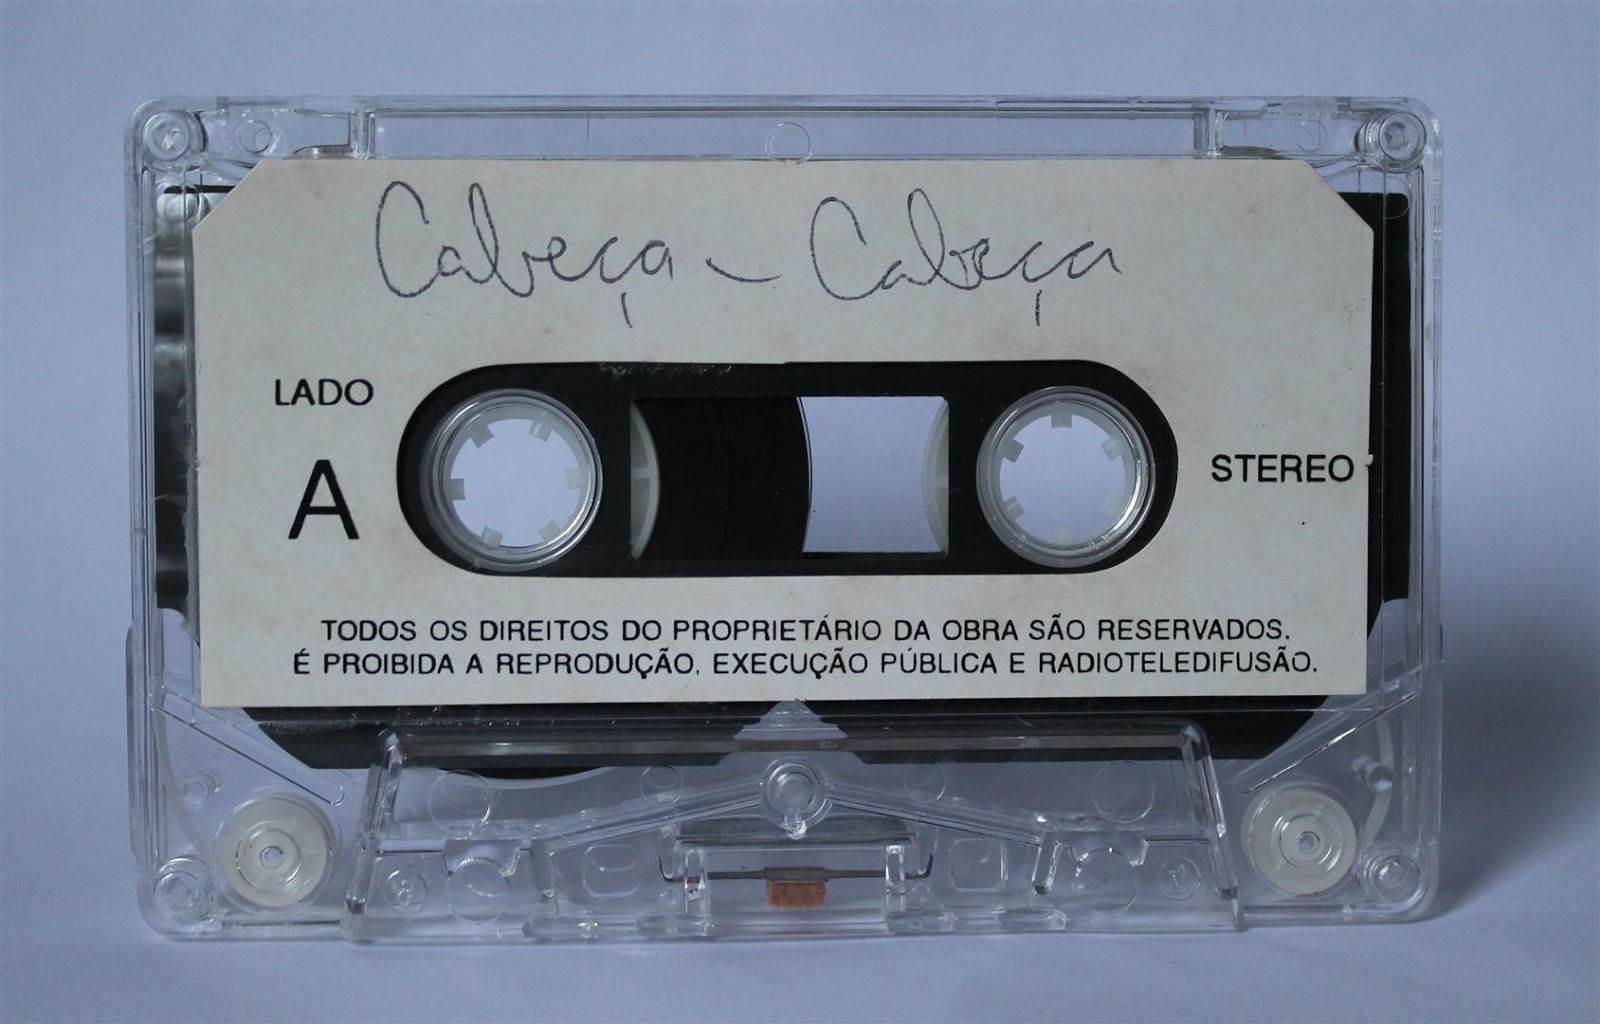 Cabeça - Cabeça
LADO
A
STEREO
TODOS OS DIREITOS DO PROPRIETÁRIO DA OBRA SÃO RESERVADOS.
É PROIBIDA A REPRODUÇÃO, EXECUÇÃO PÚBLICA E RADIOTELEDIFUSÃO.